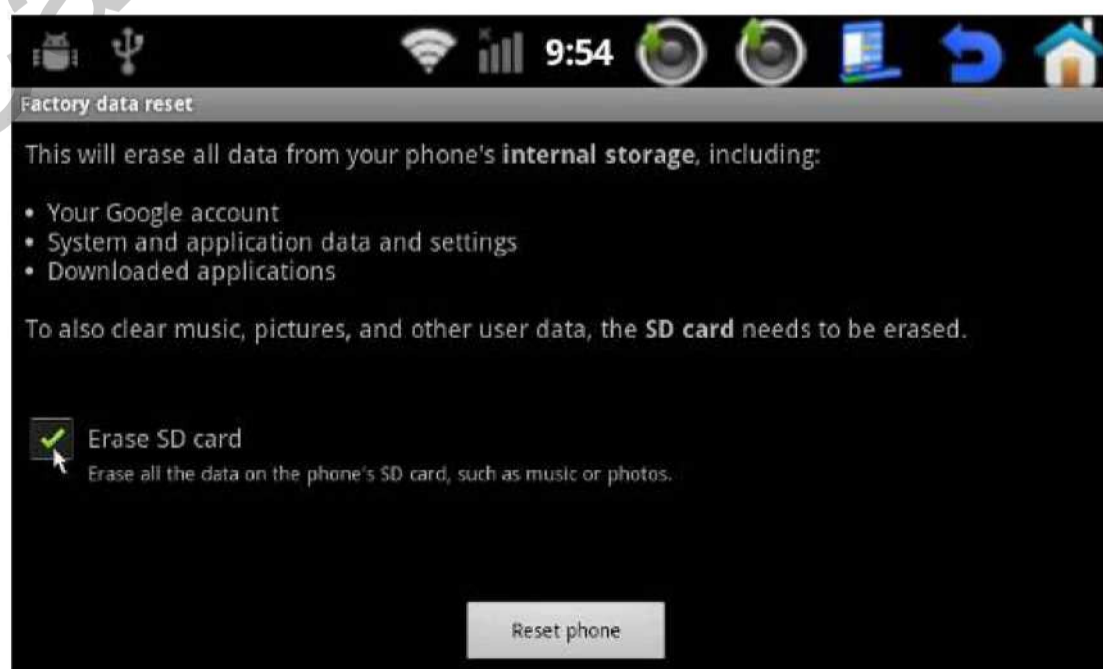 9:54
Factory data reset
This will erase all data from your phone's internal storage, including:
• Your Google account
• System and application data and settings
• Downloaded applications
To also clear music, pictures, and other user data, the SD card needs to be erased.
Erase SD card
Erase all the data on the phone's SD card, such as music or photos.
Reset phone